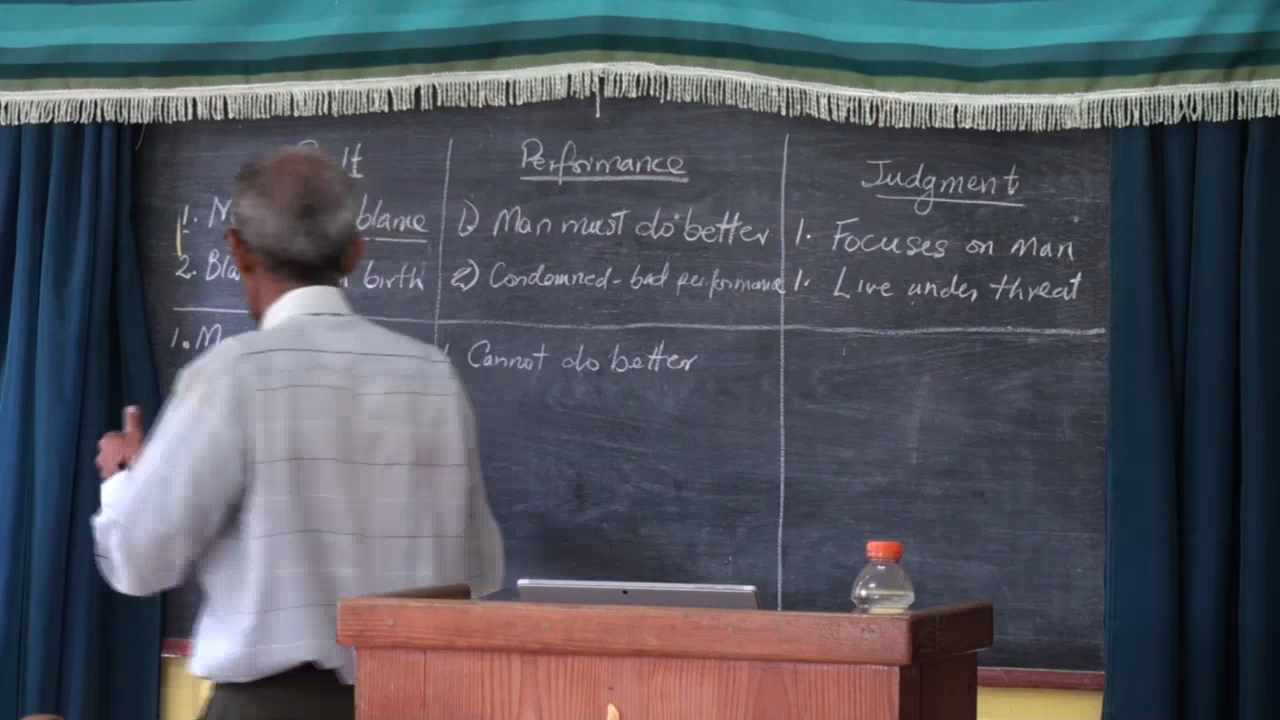 Performance
Judgment
1. blame
2. birth
1) Man must do better
2) Condemned - bad performance
1. Focuses on man
1. Live under threat
1. M
Cannot do better